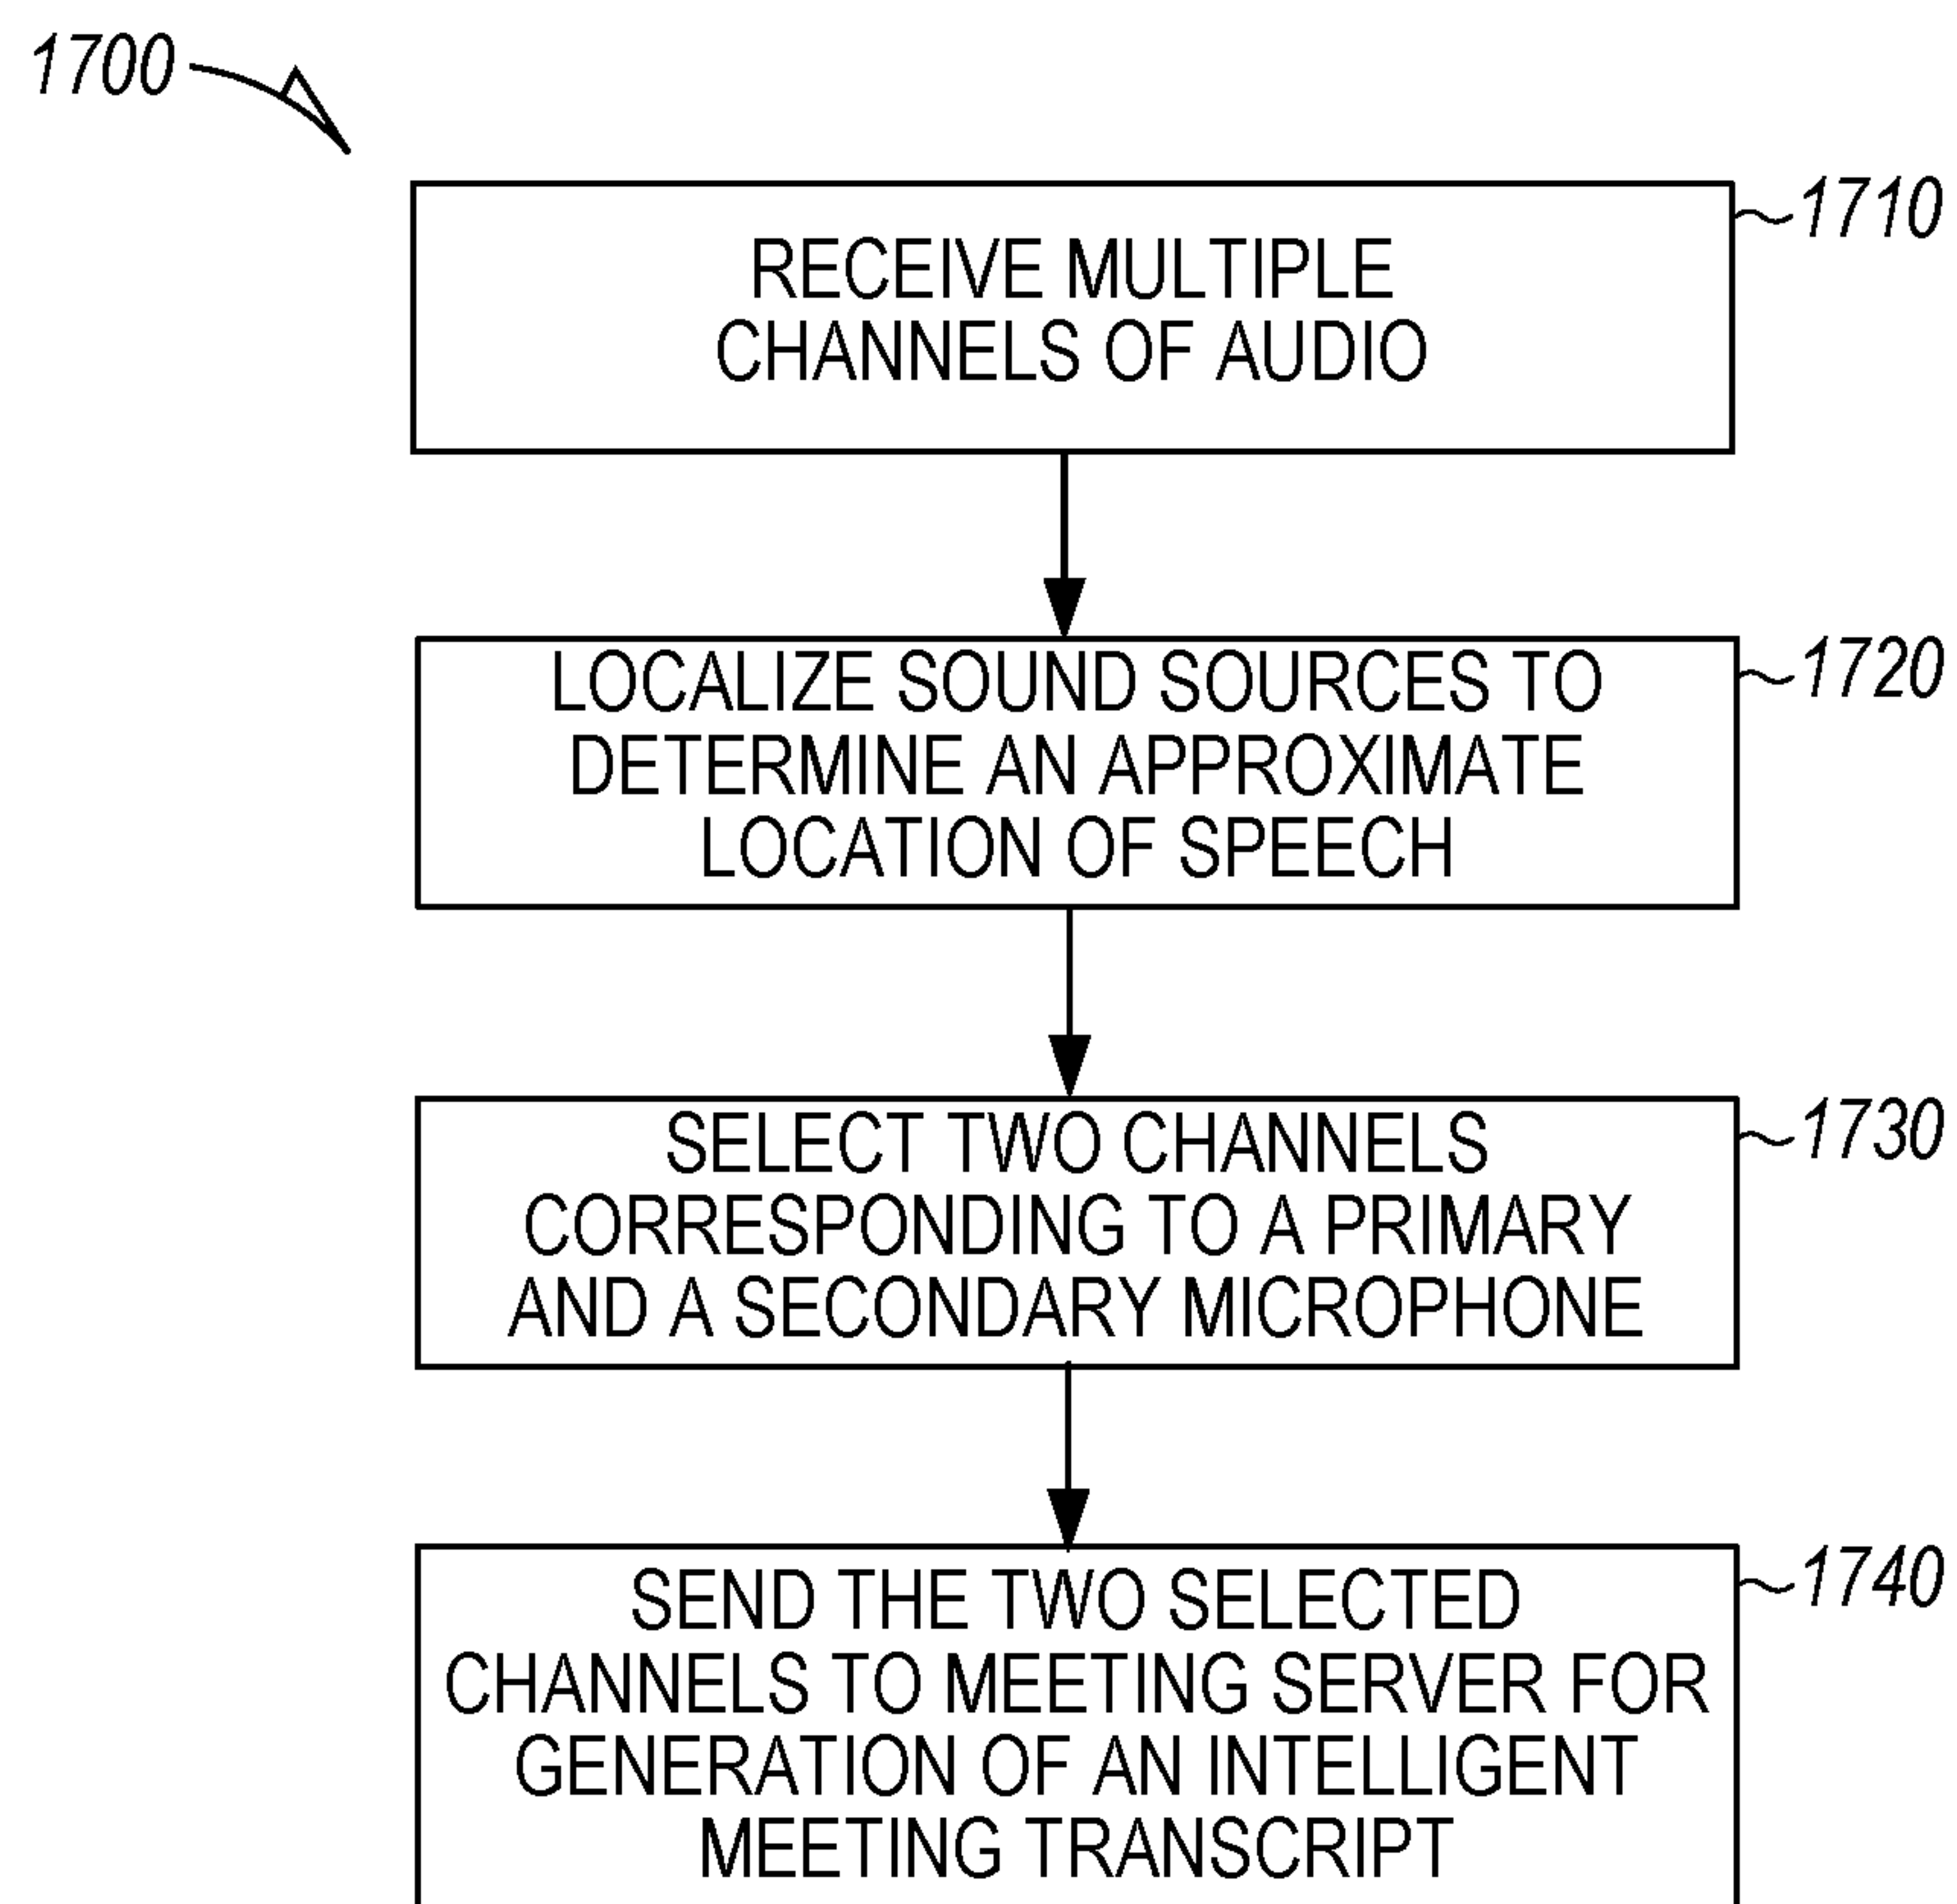 1700
1710
RECEIVE MULTIPLE
CHANNELS OF AUDIO
1720
LOCALIZE SOUND SOURCES TO
DETERMINE AN APPROXIMATE
LOCATION OF SPEECH
1730
SELECT TWO CHANNELS
CORRESPONDING TO A PRIMARY
AND A SECONDARY MICROPHONE
1740
SEND THE TWO SELECTED
CHANNELS TO MEETING SERVER FOR
GENERATION OF AN INTELLIGENT
MEETING TRANSCRIPT